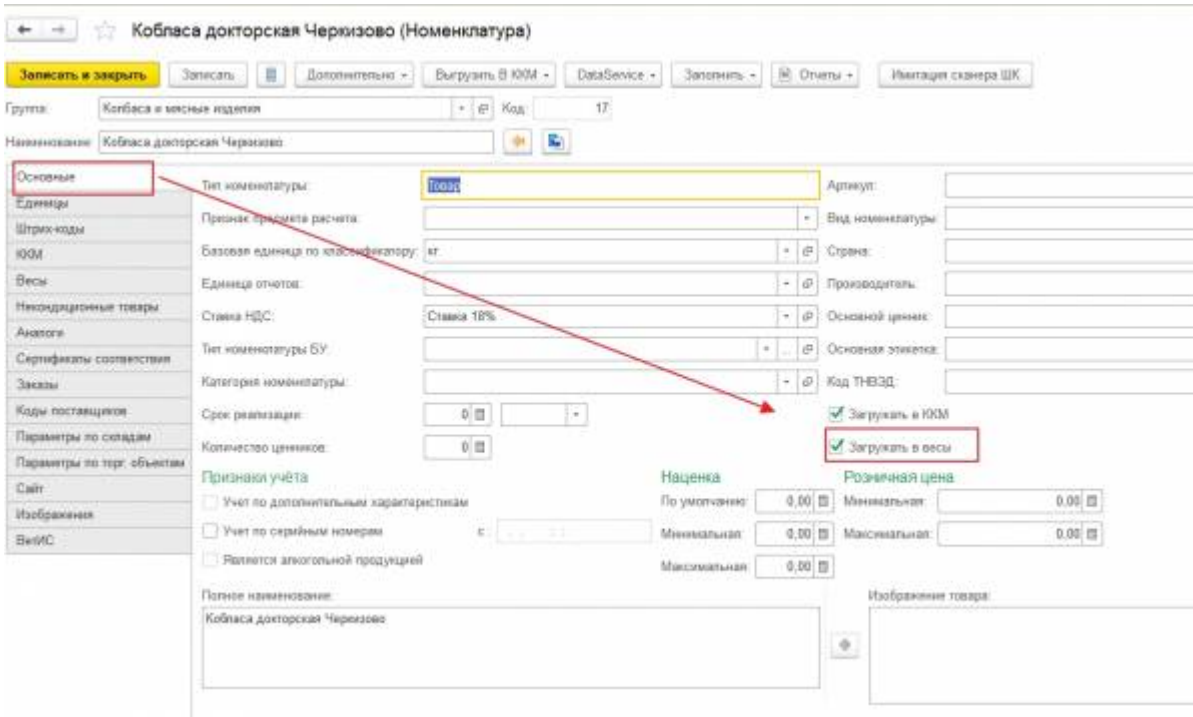 Кобласа докторская Черкизово (Номенклатура)
Записать и закрыть Записать Дополнительно Выгрузить В ККМ DataService Заполнить Отчеты Имитация сканера ШК
Группа: Колбаса и мясные изделия Код: 17
Наименование: Кобласа докторская Черкизово
Основные
Единицы
Штрих-коды
ККМ
Весы
Некондиционные товары
Аналоги
Сертификаты соответствия
Заказы
Коды поставщиков
Параметры по складам
Параметры по торг. объектам
Сайт
Изображения
ВетИС
Тип номенклатуры: Товар Артикул:
Признак предмета расчета: Вид номенклатуры:
Базовая единица по классификатору: кг Страна:
Единица отчетов: Производитель:
Ставка НДС: Ставка 18% Основной ценник:
Тип номенклатуры БУ: Основная этикетка:
Категория номенклатуры: Код ТНВЭД:
Срок реализации: 0 Загружать в ККМ
Количество ценников: 0 Загружать в весы
Признаки учёта Наценка Розничная цена
Учет по дополнительным характеристикам По умолчанию: 0,00 Минимальная: 0,00
Учет по серийным номерам с: . . : : Минимальная: 0,00 Максимальная: 0,00
Является алкогольной продукцией Максимальная: 0,00
Полное наименование: Изображение товара:
Кобласа докторская Черкизово